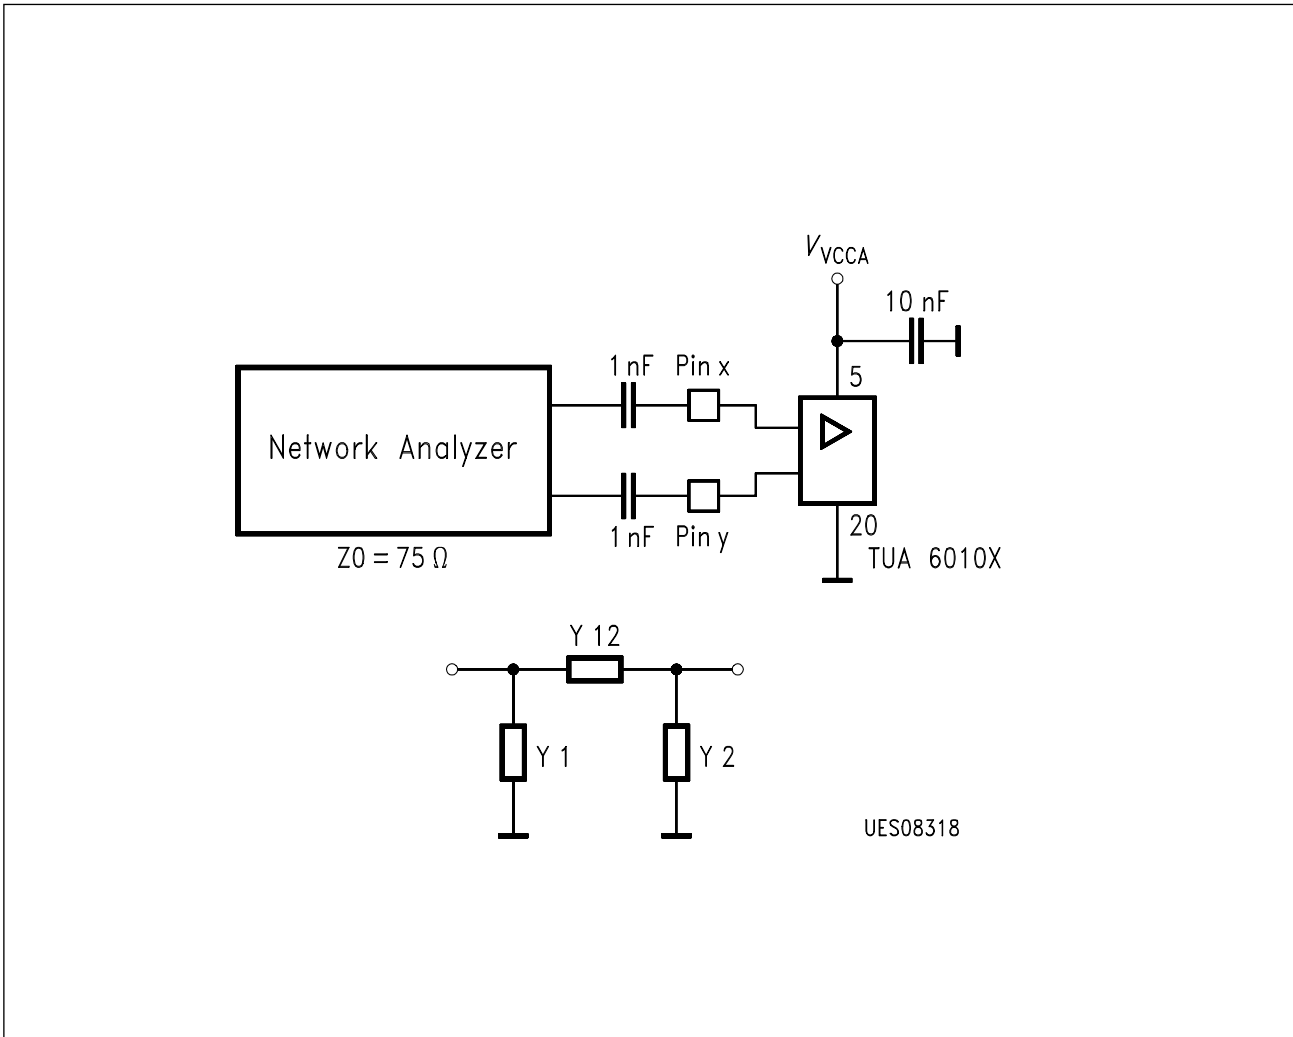 V VCCA
10 nF
1 nF Pin x
5
Network Analyzer
20
1 nF Pin y
Z0 = 75 Ω
TUA 6010X
Y 12
Y 1
Y 2
UES08318